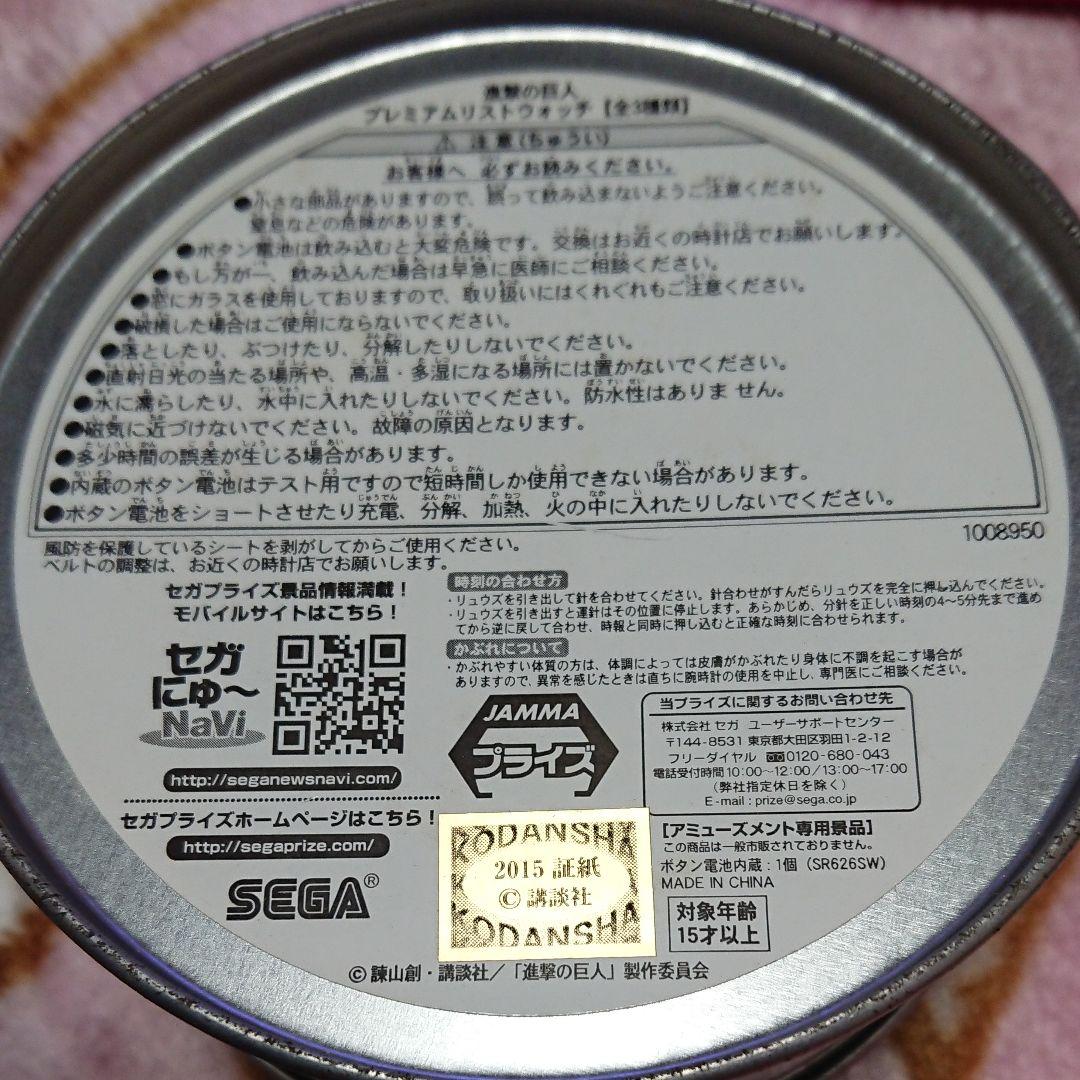 進撃の巨人
プレミアムリストウォッチ【全3種類】
⚠ 注意(ちゅうい)
お客様へ 必ずお読みください。
●小さな部品がありますので、誤って飲み込まないようご注意ください。
窒息などの危険があります。
●ボタン電池は飲み込むと大変危険です。交換はお近くの時計店でお願いします。
●もし万が一、飲み込んだ場合は早急に医師にご相談ください。
●窓にガラスを使用しておりますので、取り扱いにはくれぐれもご注意ください。
●破損した場合はご使用にならないでください。
●落としたり、ぶつけたり、分解したりしないでください。
●直射日光の当たる場所や、高温・多湿になる場所には置かないでください。
●水に濡らしたり、水中に入れたりしないでください。防水性はありま せん。
●磁気に近づけないでください。故障の原因となります。
●多少時間の誤差が生じる場合があります。
●内蔵のボタン電池はテスト用ですので短時間しか使用できない場合があります。
●ボタン電池をショートさせたり充電、分解、加熱、火の中に入れたりしないでください。
1008950
風防を保護しているシートを剥がしてからご使用ください。
ベルトの調整は、お近くの時計店でお願いします。
セガプライズ景品情報満載!
モバイルサイトはこちら!
セガ
にゅ〜
NaVi
http://seganewsnavi.com/
セガプライズホームページはこちら!
http://segaprize.com/
SEGA®
時刻の合わせ方
・リュウズを引き出して針を合わせてください。針合わせがすんだらリュウズを完全に押し込んでください。
・リュウズを引き出すと運針はその位置に停止します。あらかじめ、分針を正しい時刻の4〜5分先まで進め
てから逆に戻して合わせ、時報と同時に押し込むと正確な時刻に合わせられます。
かぶれについて
・かぶれやすい体質の方は、体調によっては皮膚がかぶれたり身体に不調を起こす場合が
ありますので、異常を感じたときは直ちに腕時計の使用を中止し、専門医にご相談ください。
JAMMA
プライズ
当プライズに関するお問い合わせ先
株式会社 セガ ユーザーサポートセンター
〒144-8531 東京都大田区羽田1-2-12
フリーダイヤル 0120-680-043
電話受付時間 10:00〜12:00/13:00〜17:00
(弊社指定休日を除く)
E-mail : prize@sega.co.jp
KODANSHA
2015 証紙
©講談社
KODANSHA
【アミューズメント専用景品】
この商品は一般市販されておりません。
ボタン電池内蔵:1個(SR626SW)
MADE IN CHINA
対象年齢
15才以上
©諫山創・講談社/「進撃の巨人」製作委員会